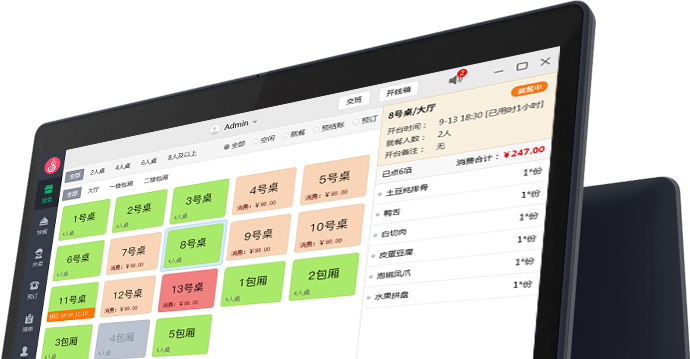 交班
开钱箱
2
Admin
全部
2人桌
4人桌
6人桌
8人及以上
全部
空闲
就餐
预结账
预订
全部
大厅
一楼包厢
二楼包厢
堂食
快餐
外卖
预订
清单
1号桌
4人桌
2号桌
4人桌
3号桌
4人桌
4号桌
消费：￥98.00
5号桌
消费：￥98.00
6号桌
4人桌
7号桌
消费：￥98.00
8号桌
4人桌
9号桌
消费：￥98.00
10号桌
消费：￥98.00
11号桌
12号桌
消费：￥98.00
13号桌
消费：￥98.00
1包厢
4人桌
2包厢
4人桌
3包厢
4人桌
4包厢
4人桌
5包厢
4人桌
8号桌/大厅
就餐中
开台时间：
9-13 18:30 [已用时1小时]
就餐人数：
2人
开台备注：
无
已点6项
消费合计：￥247.00
土豆炖排骨
1*份
鸭舌
1*份
白切肉
1*份
皮蛋豆腐
1*份
泡椒凤爪
1*份
水果拼盘
1*份